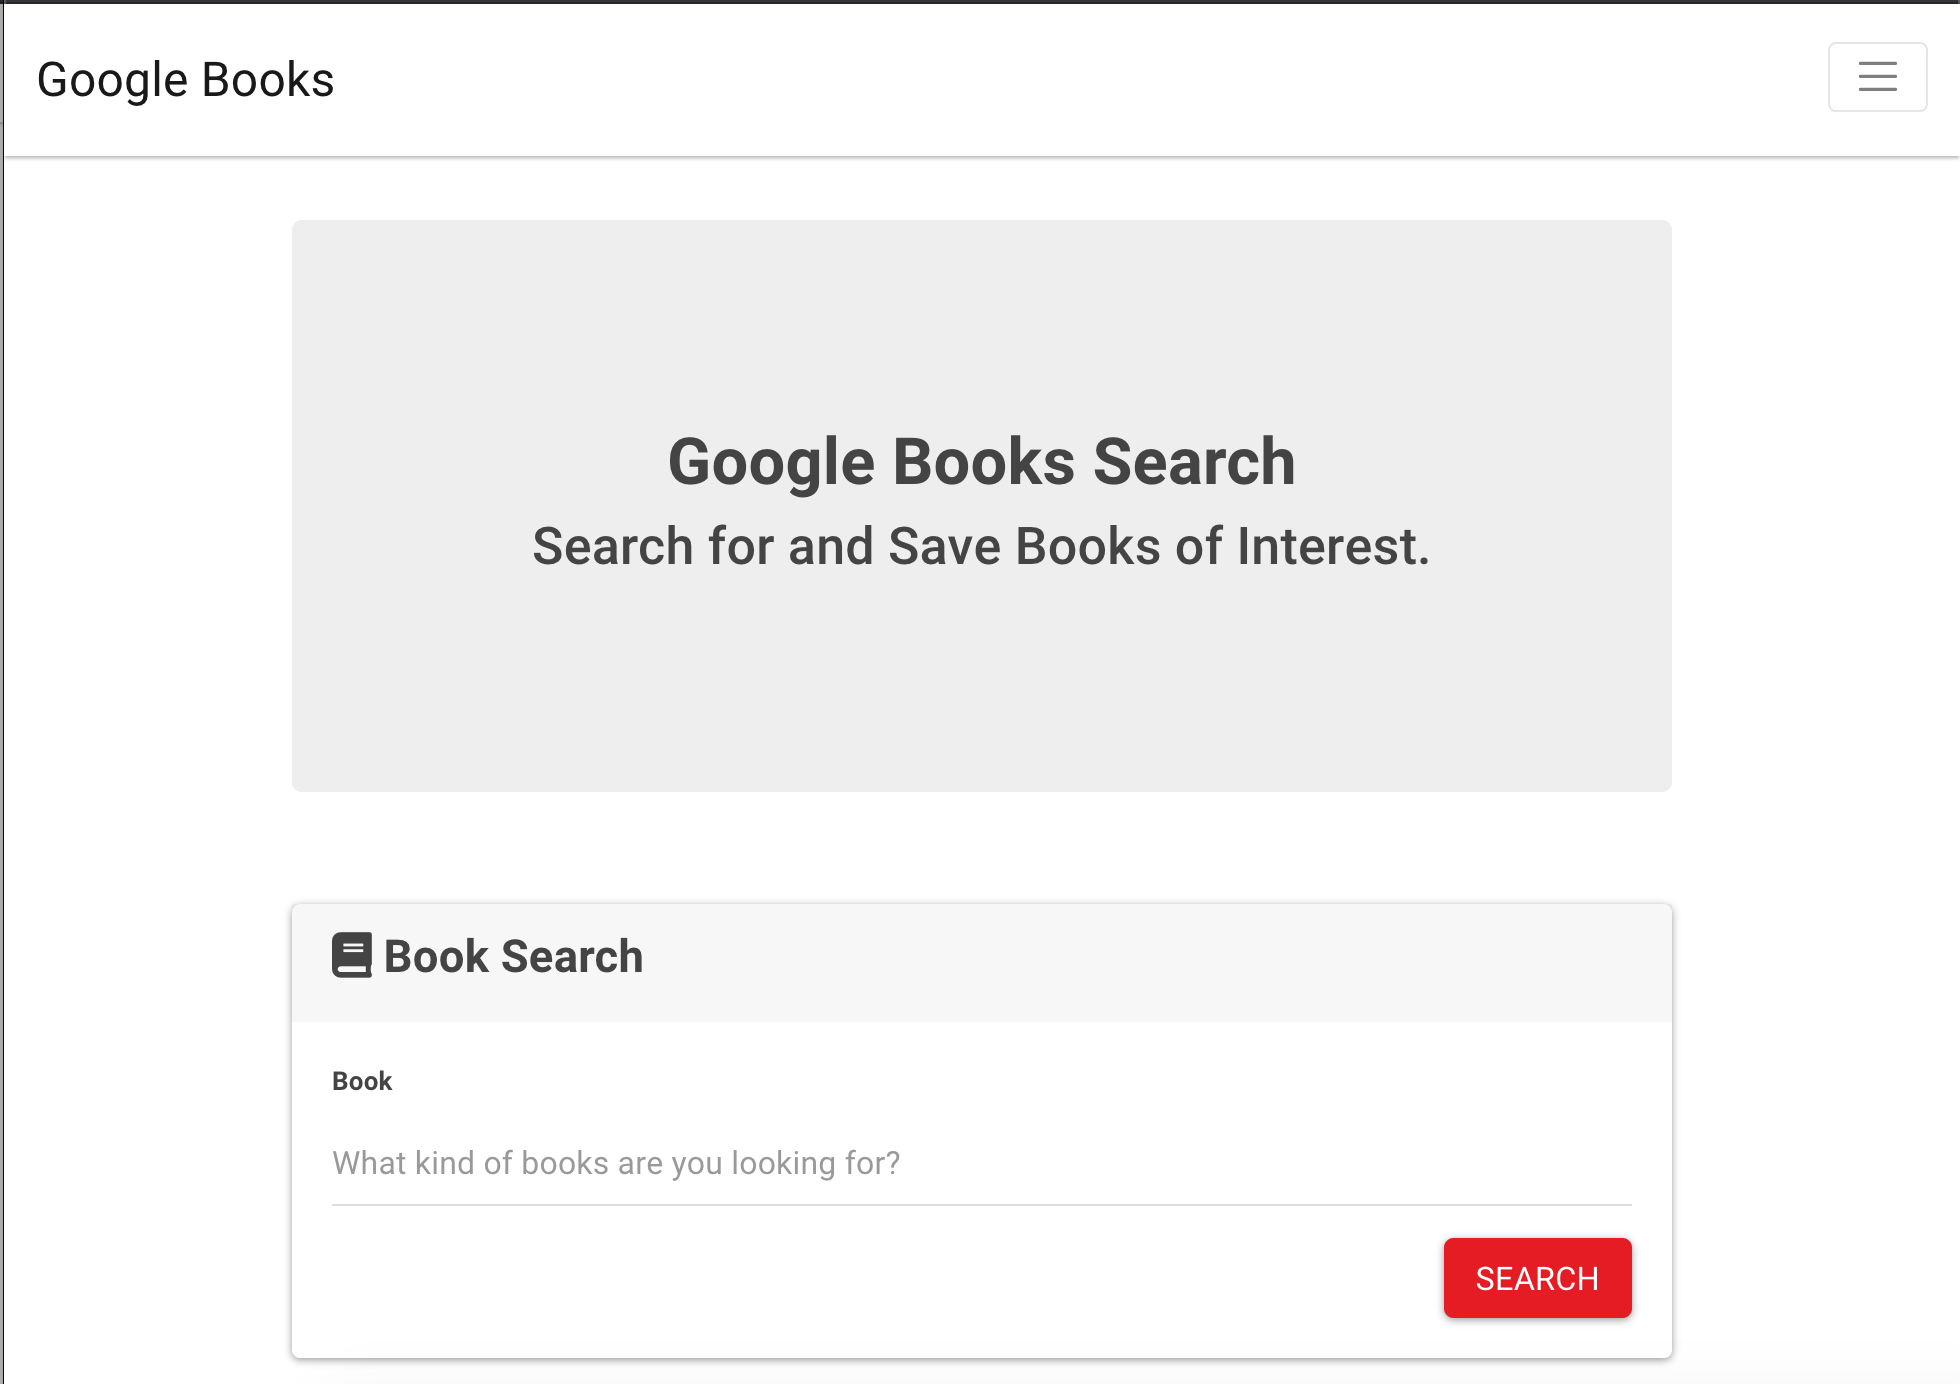 Google Books
Google Books Search
Search for and Save Books of Interest.
Book Search
Book
What kind of books are you looking for?
SEARCH